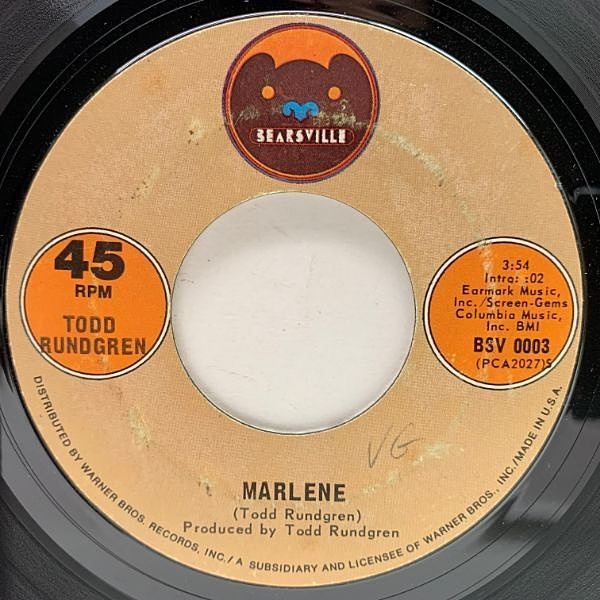 BEARSVILLE
45
RPM
TODD
RUNDGREN
3:54
Intro: :02
Earmark Music,
Inc./Screen-Gems
Columbia Music,
Inc. BMI
BSV 0003
(PCA2027)S
VG
MARLENE
(Todd Rundgren)
Produced by Todd Rundgren
DISTRIBUTED BY WARNER BROS. RECORDS, INC./A SUBSIDIARY AND LICENSEE OF WARNER BROS., INC./MADE IN U.S.A.